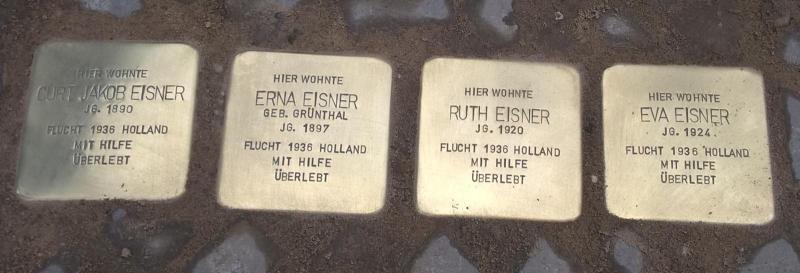 HIER WOHNTE
CURT JAKOB EISNER
JG. 1890
FLUCHT 1936 HOLLAND
MIT HILFE
ÜBERLEBT
HIER WOHNTE
ERNA EISNER
GEB. GRÜNTHAL
JG. 1897
FLUCHT 1936 HOLLAND
MIT HILFE
ÜBERLEBT
HIER WOHNTE
RUTH EISNER
JG. 1920
FLUCHT 1936 HOLLAND
MIT HILFE
ÜBERLEBT
HIER WOHNTE
EVA EISNER
JG. 1924
FLUCHT 1936 HOLLAND
MIT HILFE
ÜBERLEBT